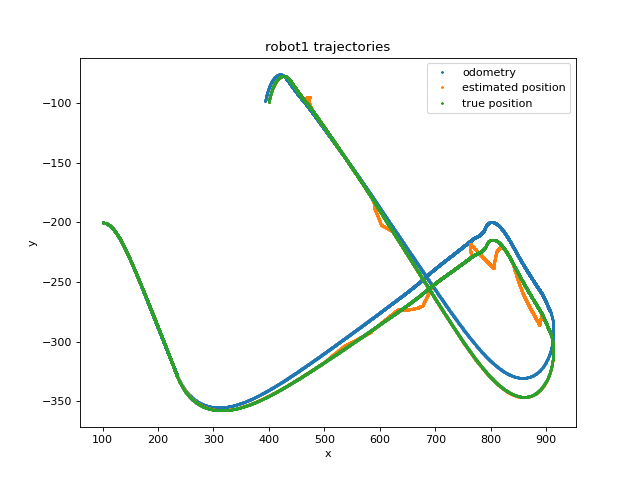 robot1 trajectories
odometry
estimated position
true position
−100
−150
−200
−250
−300
−350
y
100 200 300 400 500 600 700 800 900
x